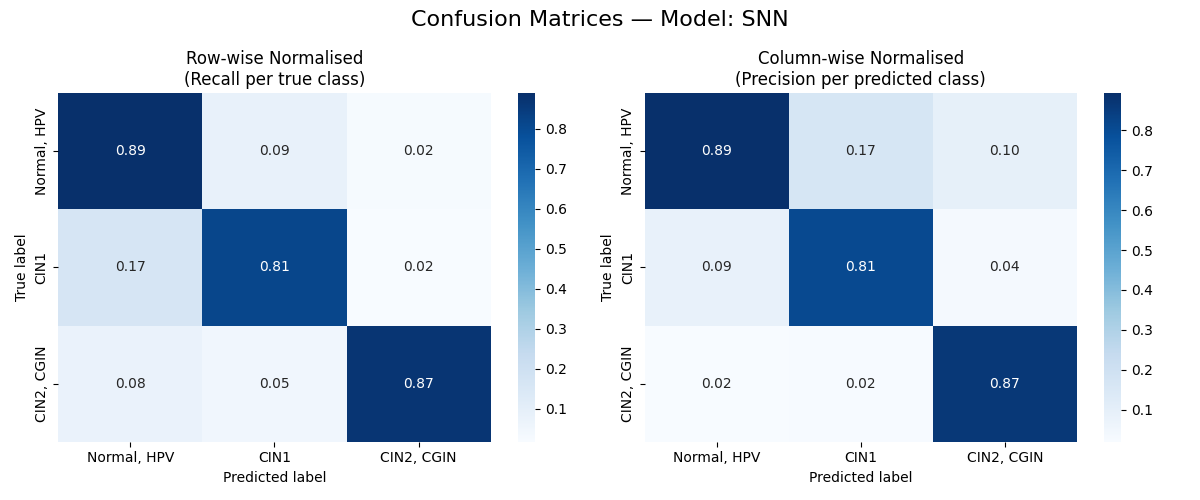 Confusion Matrices — Model: SNN
Row-wise Normalised
(Recall per true class)
True label
Normal, HPV
CIN1
CIN2, CGIN
0.89 0.09 0.02
0.17 0.81 0.02
0.08 0.05 0.87
Normal, HPV CIN1 CIN2, CGIN
Predicted label
0.8
0.7
0.6
0.5
0.4
0.3
0.2
0.1
Column-wise Normalised
(Precision per predicted class)
True label
Normal, HPV
CIN1
CIN2, CGIN
0.89 0.17 0.10
0.09 0.81 0.04
0.02 0.02 0.87
Normal, HPV CIN1 CIN2, CGIN
Predicted label
0.8
0.7
0.6
0.5
0.4
0.3
0.2
0.1